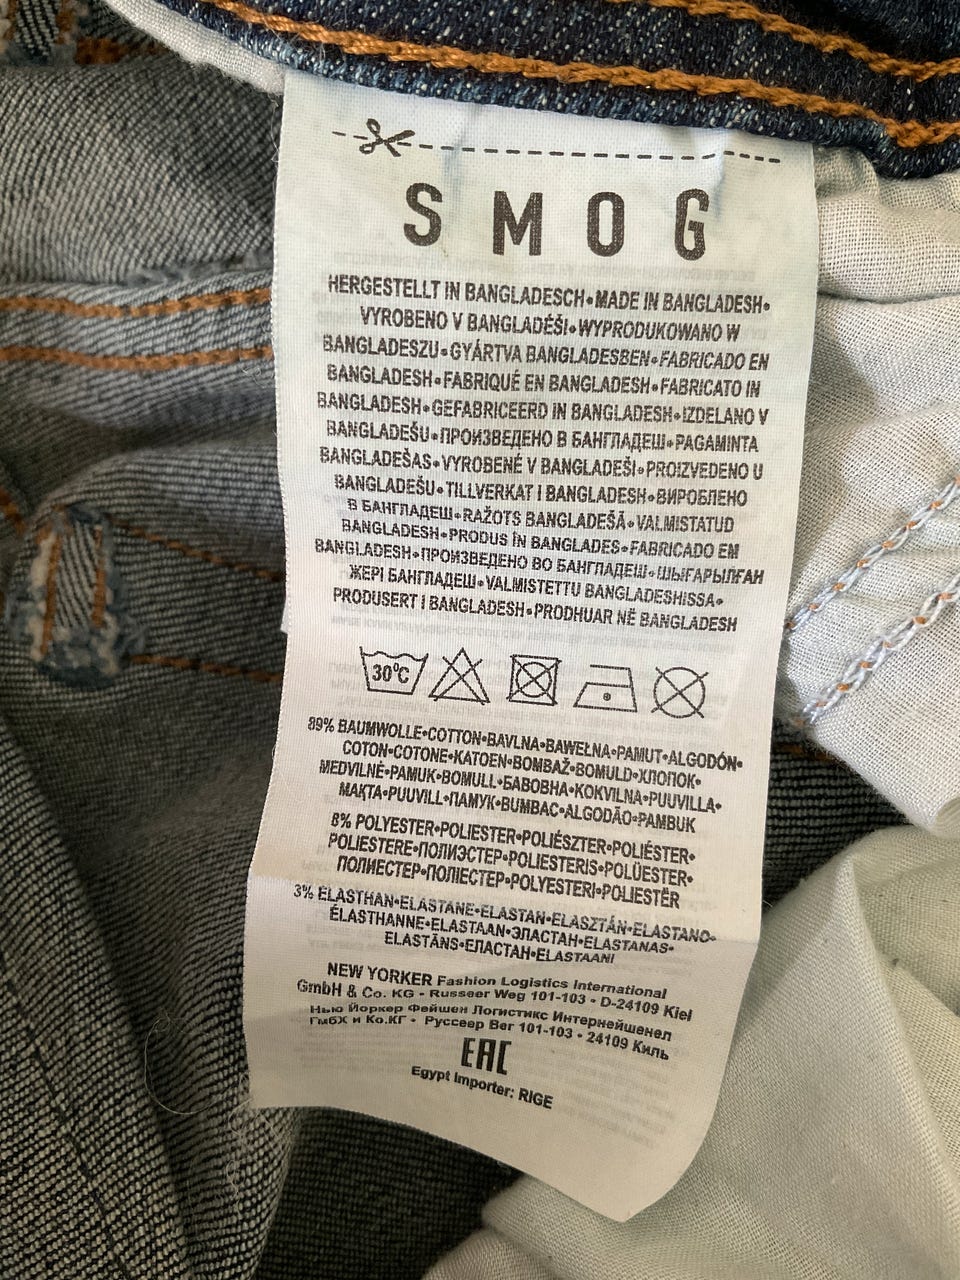 SMOG
HERGESTELLT IN BANGLADESCH•MADE IN BANGLADESH•
VYROBENO V BANGLADÉŠI•WYPRODUKOWANO W
BANGLADESZU•GYÁRTVA BANGLADESBEN•FABRICADO EN
BANGLADESH•FABRIQUÉ EN BANGLADESH•FABRICATO IN
BANGLADESH•GEFABRICEERD IN BANGLADESH•IZDELANO V
BANGLADEŠU•ПРОИЗВЕДЕНО В БАНГЛАДЕШ•PAGAMINTA
BANGLADEŠAS•VYROBENÉ V BANGLADEŠI•PROIZVEDENO U
BANGLADEŠU•TILLVERKAT I BANGLADESH•ВИРОБЛЕНО
В БАНГЛАДЕШ•RAŽOTS BANGLADEŠĀ•VALMISTATUD
BANGLADESH•PRODUS ÎN BANGLADES•FABRICADO EM
BANGLADESH•ПРОИЗВЕДЕНО ВО БАНГЛАДЕШ•ШЫҒАРЫЛҒАН
ЖЕРІ БАНГЛАДЕШ•VALMISTETTU BANGLADESHISSA•
PRODUSERT I BANGLADESH•PRODHUAR NË BANGLADESH
30°C
89% BAUMWOLLE•COTTON•BAVLNA•BAWEŁNA•PAMUT•ALGODÓN•
COTON•COTONE•KATOEN•BOMBAŽ•BOMULD•ХЛОПОК•
MEDVILNĖ•PAMUK•BOMULL•БАВОВНА•KOKVILNA•PUUVILLA•
МАҚТА•PUUVILL•ПАМУК•BUMBAC•ALGODÃO•PAMBUK
8% POLYESTER•POLIESTER•POLIÉSZTER•POLIÉSTER•
POLIESTERE•ПОЛИЭСТЕР•POLIESTERIS•POLÜESTER•
ПОЛИЕСТЕР•ПОЛІЕСТЕР•POLYESTERI•POLIESTËR
3% ELASTHAN•ELASTANE•ELASTAN•ELASZTÁN•ELASTANO•
ÉLASTHANNE•ELASTAAN•ЭЛАСТАН•ELASTANAS•
ELASTĀNS•ЕЛАСТАН•ELASTAANI
NEW YORKER Fashion Logistics International
GmbH & Co. KG • Russeer Weg 101-103 • D-24109 Kiel
Нью Йоркер Фейшен Логистикс Интернейшенел
ГмбХ и Ко.КГ • Руссеер Вег 101-103 • 24109 Киль
EAC
Egypt Importer: RIGE